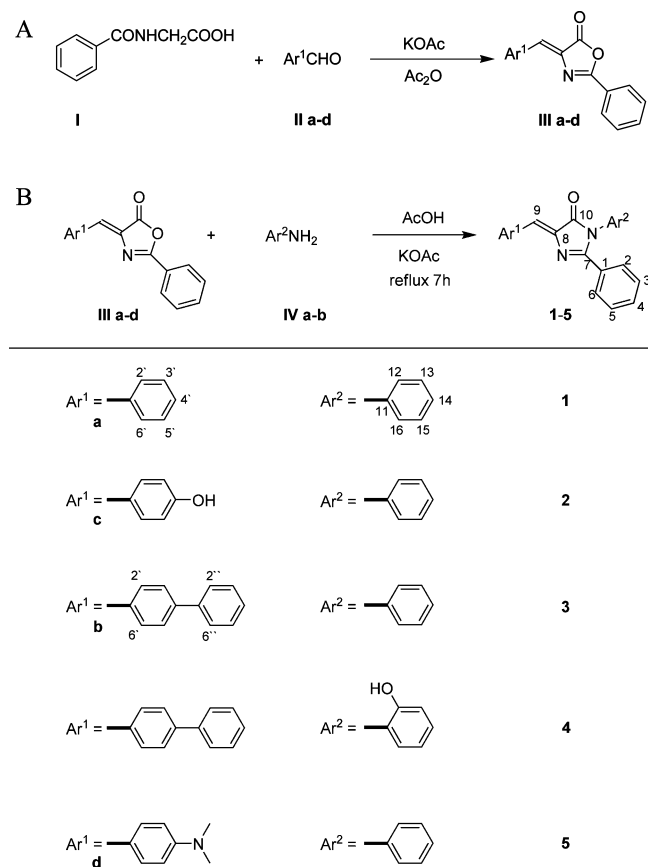 A
=CONHCH₂COOH
I
+
Ar¹CHO
II a-d
KOAc
Ac₂O
Ar¹
O
O
N
III a-d
B
Ar¹
O
O
N
III a-d
+
Ar²NH₂
IV a-b
AcOH
KOAc
reflux 7h
O
9
10
Ar²
Ar¹
8
N
N
7
1
2
3
4
5
6
1-5
Ar¹ =
a
2` 3` 4` 5` 6`
Ar² =
11 12 13 14 15 16
1
Ar¹ =
c
OH
Ar² =
2
Ar¹ =
b
2` 6` 2`` 6``
Ar² =
3
Ar¹ =
HO
Ar² =
4
Ar¹ =
d
N
Ar² =
5